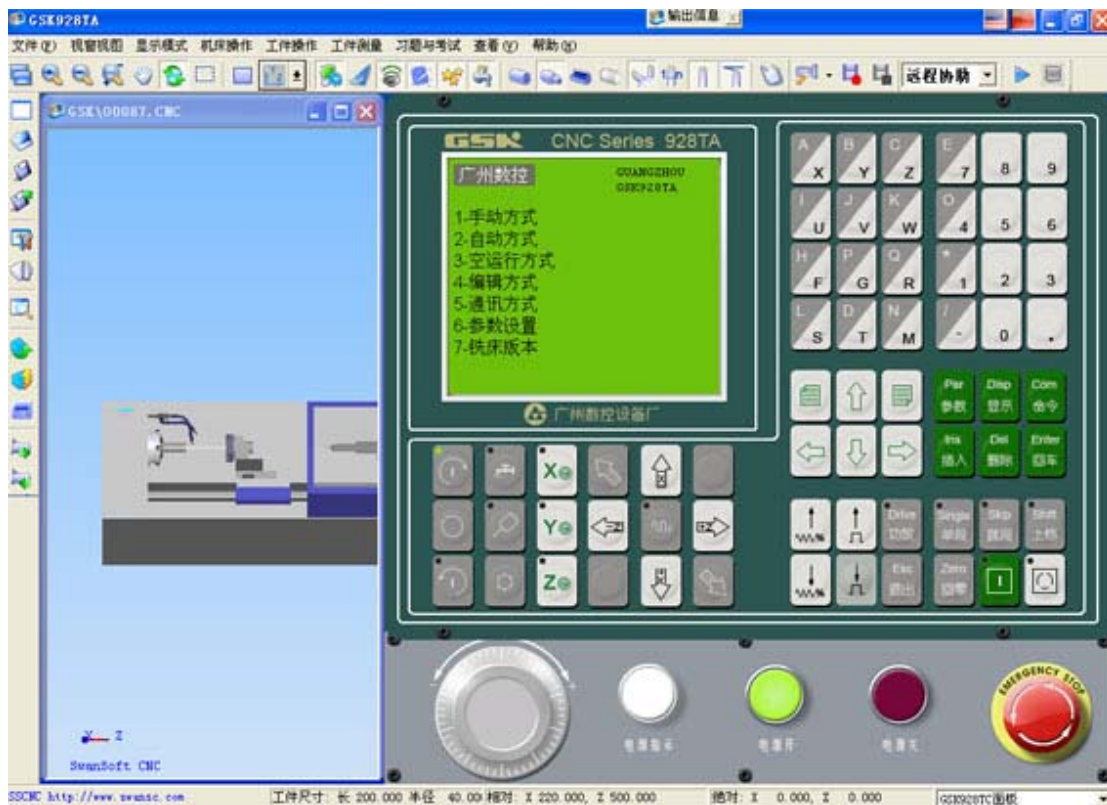 GSK928TA
输出信息
文件(F) 视窗视图 显示模式 机床操作 工件操作 工件测量 习题与考试 查看(V) 帮助(H)
远程协助
GSK\O0087.CNC
GSK CNC Series 928TA
广州数控
GUANGZHOU
GSK928TA
1-手动方式
2-自动方式
3-空运行方式
4-编辑方式
5-通讯方式
6-参数设置
7-铣床版本
广州数控设备厂
A X B Y C Z E 7 8 9
I U J V K W O 4 5 6
H F P G Q R * 1 2 3
L S D T N M / - 0 .
Par 参数 Disp 显示 Com 命令
Ins 插入 Del 删除 Enter 回车
Drive Single 单段 Skip 跳段 Shift 上档
Esc 退出 Zero 回零
X
Y -Z +Z
Z
电源指示 电源开 电源关
EMERGENCY STOP
X Z
SwanSoft CNC
SSCNC http://www.swansc.com 工件尺寸: 长 200.000 半径 40.00 相对: X 220.000, Z 500.000 绝对: X 0.000, Z 0.000 GSK928TC面板